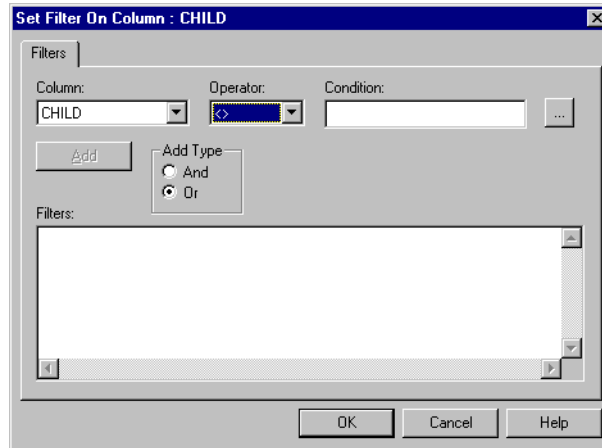 Set Filter On Column : CHILD
Filters
Column: Operator: Condition:
CHILD <> ...
Add
Add Type
And
Or
Filters:
OK Cancel Help